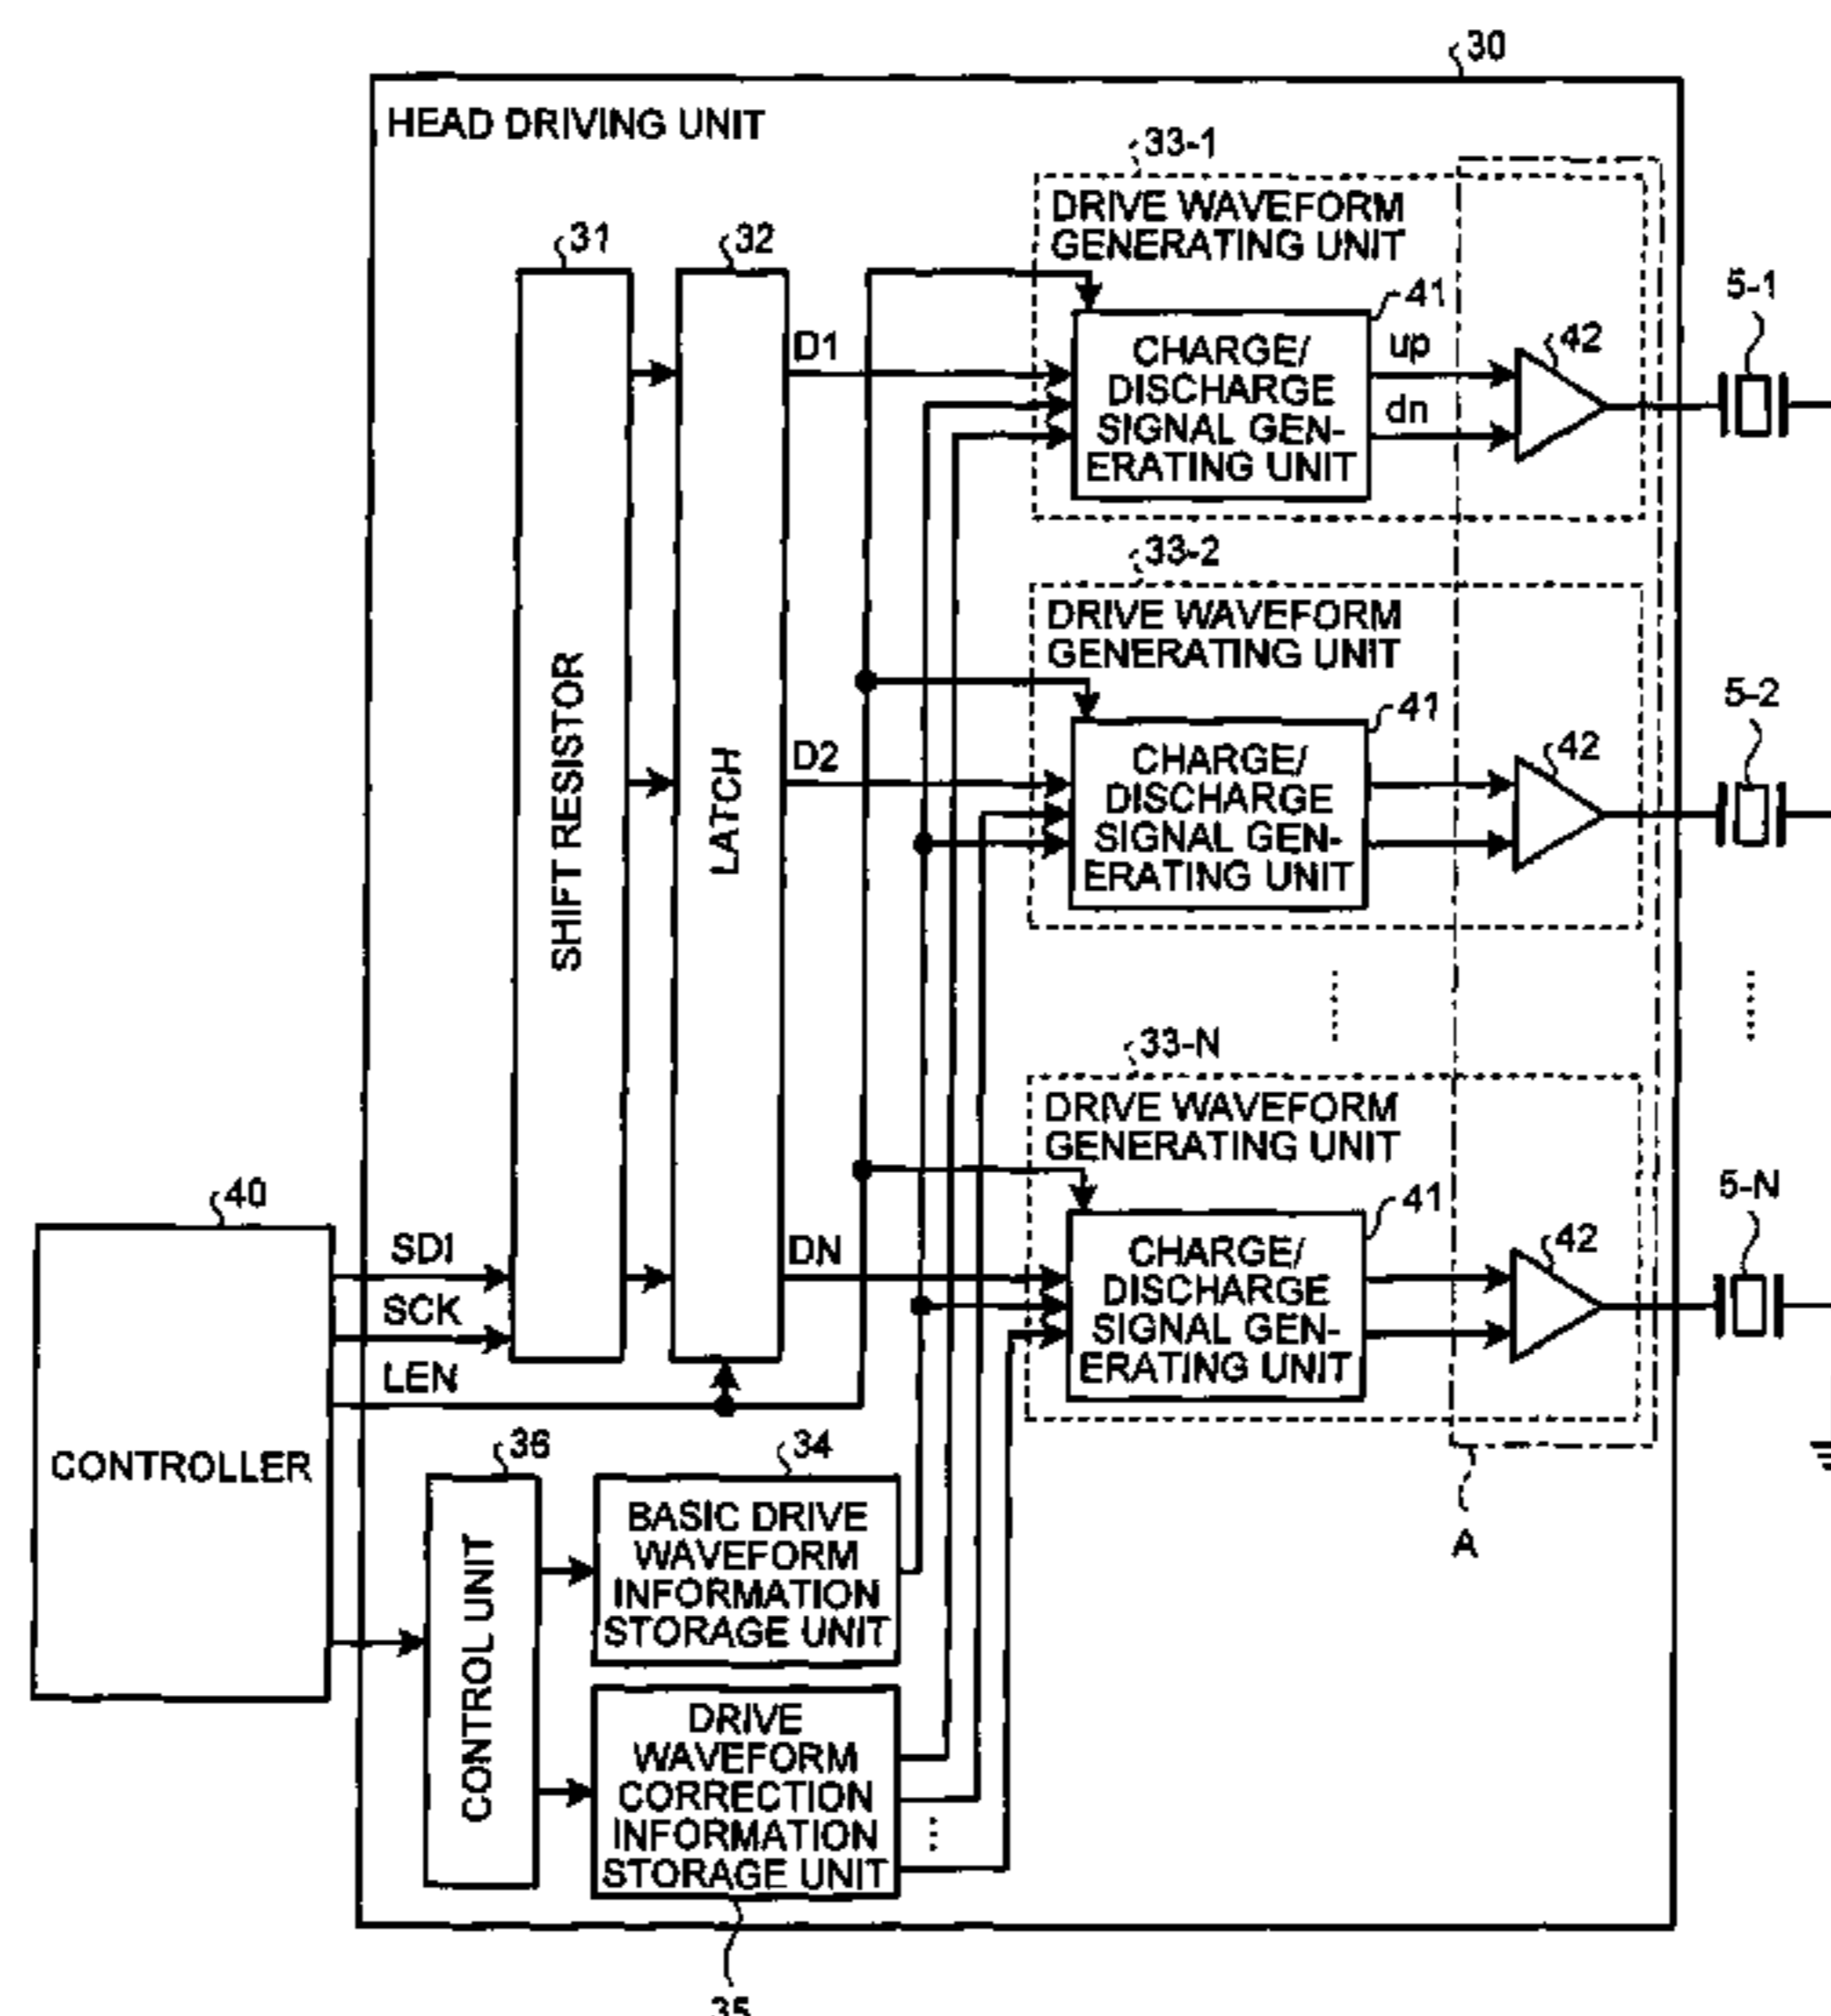 30
HEAD DRIVING UNIT
33-1
DRIVE WAVEFORM
GENERATING UNIT
31
32
41
5-1
D1
CHARGE/
DISCHARGE
SIGNAL GEN-
ERATING UNIT
up
dn
42
33-2
DRIVE WAVEFORM
GENERATING UNIT
SHIFT RESISTOR
LATCH
41
5-2
D2
CHARGE/
DISCHARGE
SIGNAL GEN-
ERATING UNIT
42
33-N
DRIVE WAVEFORM
GENERATING UNIT
40
41
5-N
SDI
SCK
LEN
DN
CHARGE/
DISCHARGE
SIGNAL GEN-
ERATING UNIT
42
CONTROLLER
36
34
A
CONTROL UNIT
BASIC DRIVE
WAVEFORM
INFORMATION
STORAGE UNIT
DRIVE
WAVEFORM
CORRECTION
INFORMATION
STORAGE UNIT
35